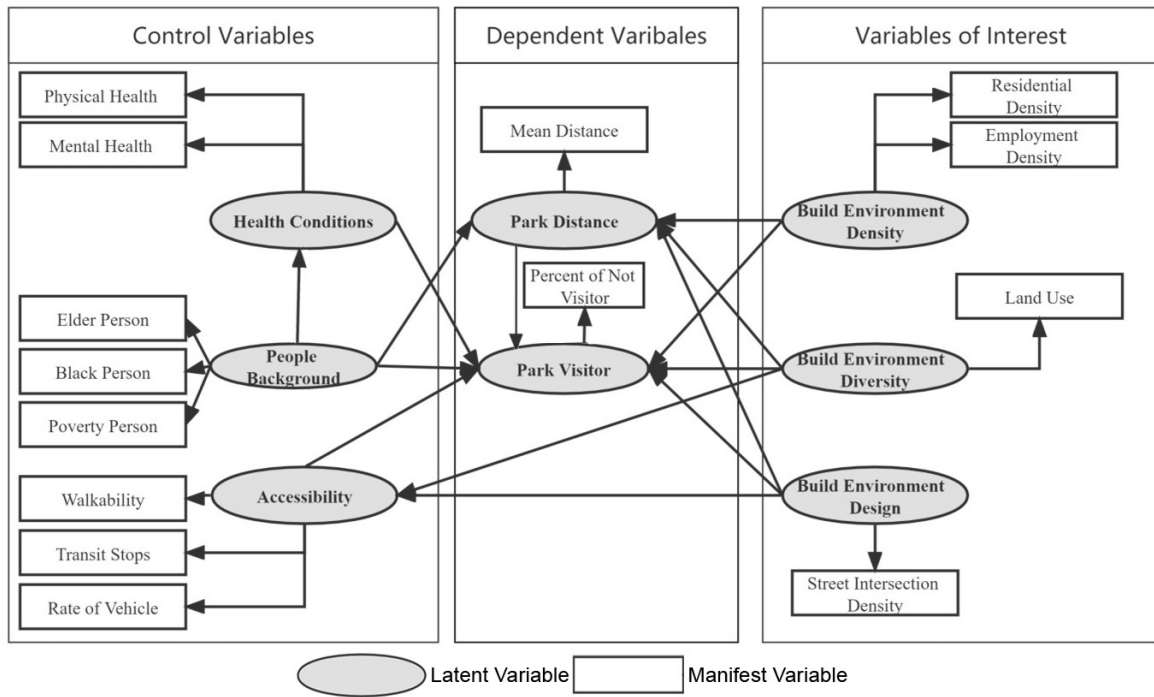 Control Variables
Physical Health
Mental Health
Health Conditions
Elder Person
Black Person
Poverty Person
People
Background
Walkability
Transit Stops
Rate of Vehicle
Accessibility
Dependent Varibales
Mean Distance
Park Distance
Percent of Not
Visitor
Park Visitor
Variables of Interest
Residential
Density
Employment
Density
Build Environment
Density
Land Use
Build Environment
Diversity
Build Environment
Design
Street Intersection
Density
Latent Variable
Manifest Variable